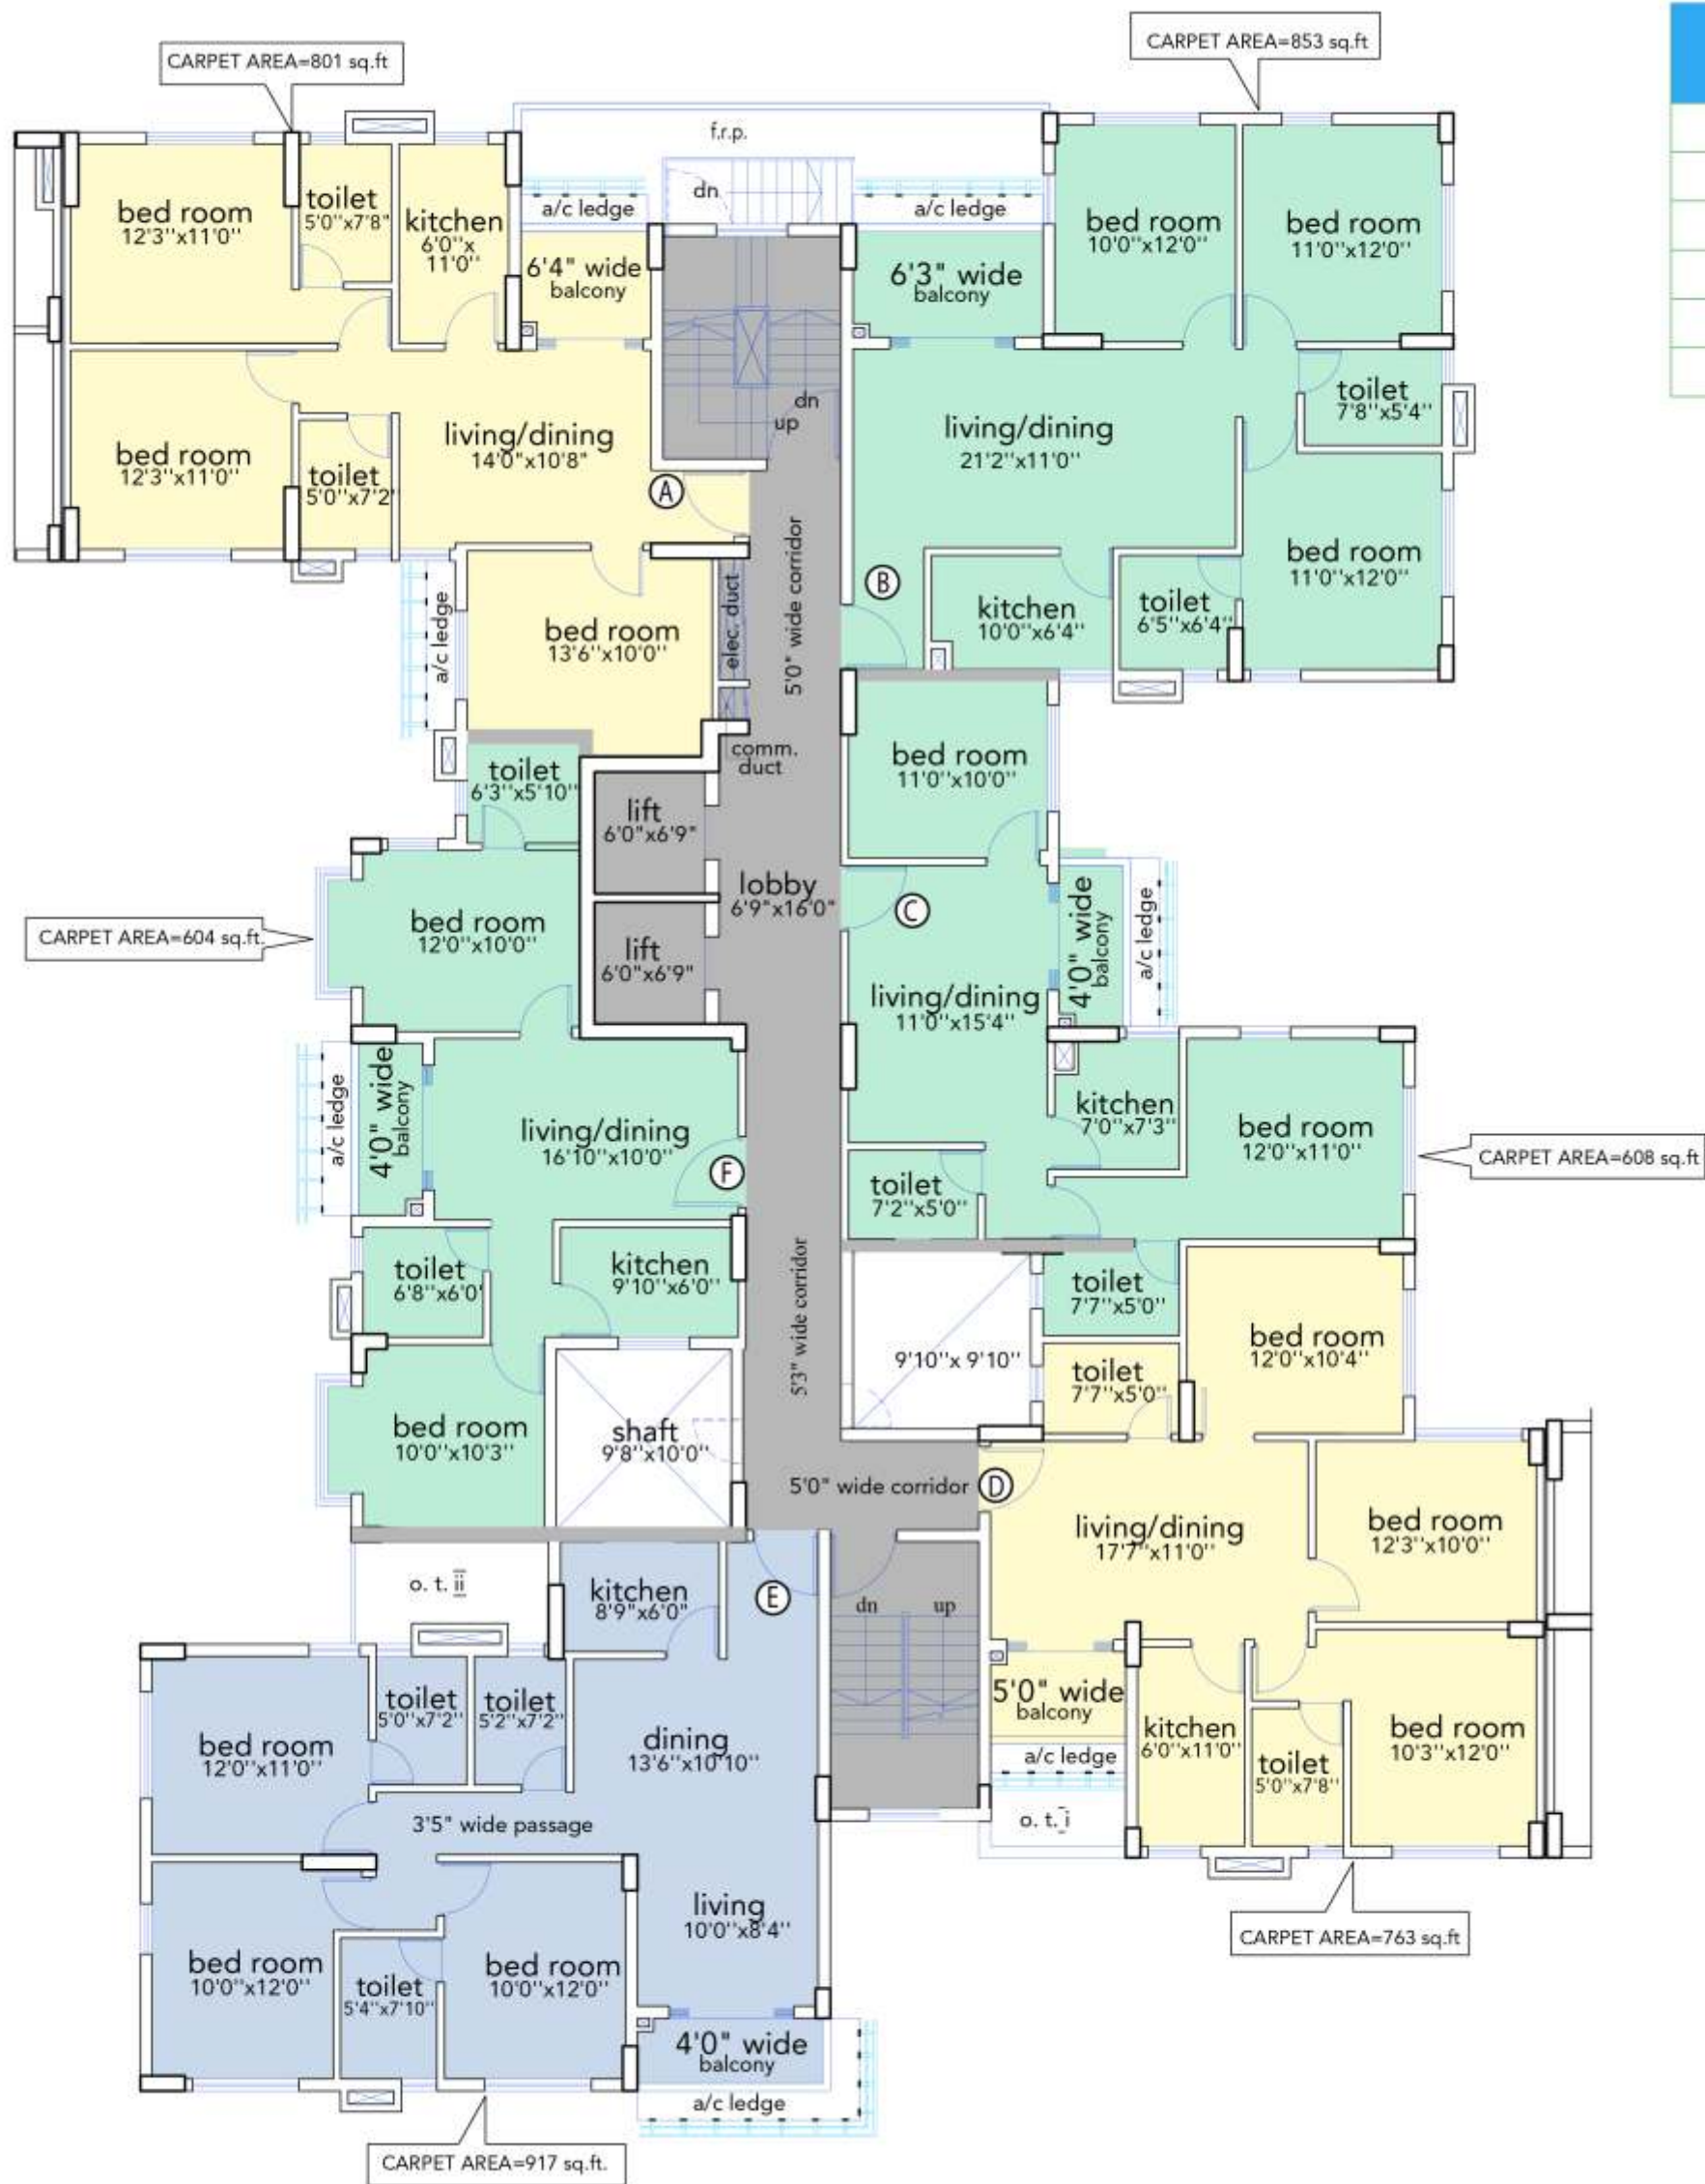 CARPET AREA=801 sq.ft
CARPET AREA=853 sq.ft
f.r.p.
dn
a/c ledge
a/c ledge
bed room
12'3''x11'0''
toilet
5'0''x7'8"
kitchen
6'0''x
11'0''
6'4" wide
balcony
6'3" wide
balcony
bed room
10'0''x12'0''
bed room
11'0''x12'0''
dn
up
toilet
7'8''x5'4''
living/dining
14'0"x10'8"
living/dining
21'2''x11'0''
bed room
12'3''x11'0''
toilet
5'0''x7'2'
A
5'0" wide corridor
B
bed room
11'0''x12'0''
elec. duct
a/c ledge
bed room
13'6''x10'0''
kitchen
10'0''x6'4''
toilet
6'5''x6'4''
comm.
duct
bed room
11'0''x10'0''
toilet
6'3''x5'10''
lift
6'0"x6'9"
lobby
6'9"x16'0"
C
4'0" wide
balcony
a/c ledge
CARPET AREA=604 sq.ft.
bed room
12'0''x10'0''
lift
6'0"x6'9"
living/dining
11'0''x15'4''
a/c ledge
4'0" wide
balcony
living/dining
16'10''x10'0''
F
kitchen
7'0''x7'3''
bed room
12'0''x11'0''
CARPET AREA=608 sq.ft
toilet
7'2''x5'0''
toilet
6'8''x6'0'
kitchen
9'10''x6'0''
5'3" wide corridor
toilet
7'7''x5'0''
9'10''x 9'10''
toilet
7'7''x5'0''
bed room
12'0''x10'4''
bed room
10'0''x10'3''
shaft
9'8''x10'0''
5'0" wide corridor
D
living/dining
17'7''x11'0''
bed room
12'3''x10'0''
o. t. ii
kitchen
8'9"x6'0"
E
dn
up
5'0" wide
balcony
a/c ledge
o. t. i
kitchen
6'0''x11'0''
toilet
5'0''x7'8''
bed room
10'3''x12'0''
bed room
12'0''x11'0''
toilet
5'0''x7'2''
toilet
5'2''x7'2''
dining
13'6''x10'10''
3'5" wide passage
living
10'0''x8'4''
CARPET AREA=763 sq.ft
bed room
10'0''x12'0''
toilet
5'4''x7'10''
bed room
10'0''x12'0''
4'0" wide
balcony
a/c ledge
CARPET AREA=917 sq.ft.